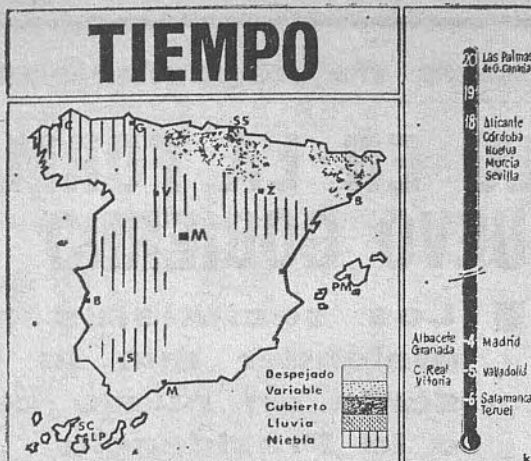 TIEMPO
C
G
SS
V
Z
B
M
PM
B
S
M
SC
LP
Despejado
Variable
Cubierto
Lluvia
Niebla
20 Las Palmas
de G. Canaria
19
18 Alicante
Córdoba
Huelva
Murcia
Sevilla
Albacete -4 Madrid
Granada
C. Real -5 Valladolid
Vitoria
-6 Salamanca
Teruel